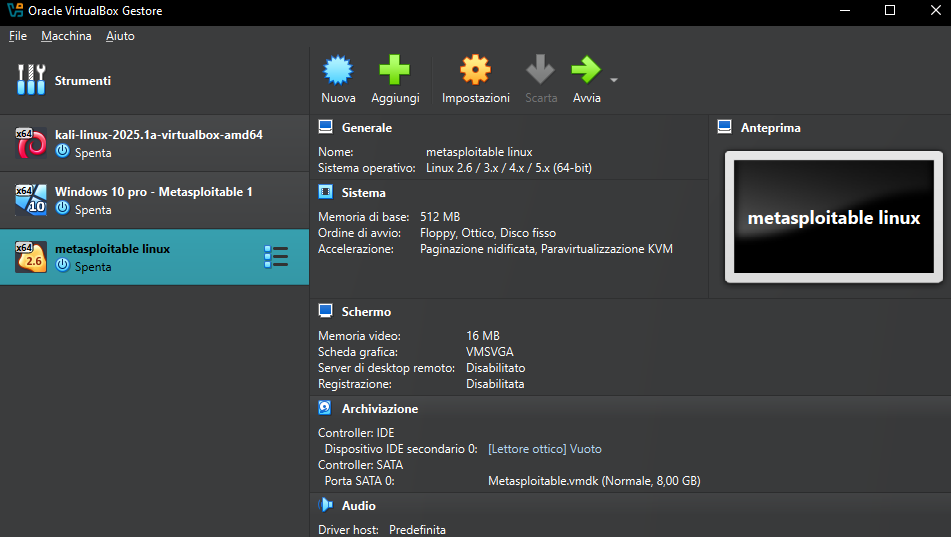 Oracle VirtualBox Gestore
File Macchina Aiuto
Strumenti
Nuova Aggiungi Impostazioni Scarta Avvia
x64
kali-linux-2025.1a-virtualbox-amd64
Spenta
x64
10
Windows 10 pro - Metasploitable 1
Spenta
x64
2.6
metasploitable linux
Spenta
Generale
Nome: metasploitable linux
Sistema operativo: Linux 2.6 / 3.x / 4.x / 5.x (64-bit)
Sistema
Memoria di base: 512 MB
Ordine di avvio: Floppy, Ottico, Disco fisso
Accelerazione: Paginazione nidificata, Paravirtualizzazione KVM
Anteprima
metasploitable linux
Schermo
Memoria video: 16 MB
Scheda grafica: VMSVGA
Server di desktop remoto: Disabilitato
Registrazione: Disabilitata
Archiviazione
Controller: IDE
Dispositivo IDE secondario 0: [Lettore ottico] Vuoto
Controller: SATA
Porta SATA 0: Metasploitable.vmdk (Normale, 8,00 GB)
Audio
Driver host: Predefinita